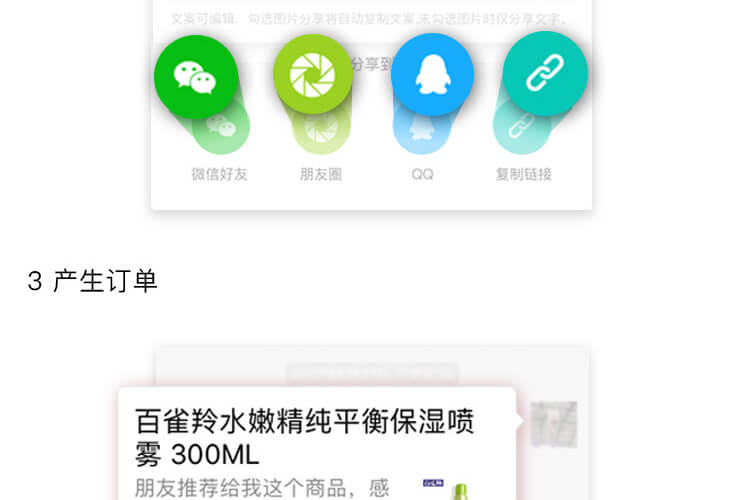 文案可编辑、勾选图片分享将自动复制文案,未勾选图片时仅分享文字。
分享到
微信好友 朋友圈 QQ 复制链接
3 产生订单
百雀羚水嫩精纯平衡保湿喷
雾 300ML
朋友推荐给我这个商品，感